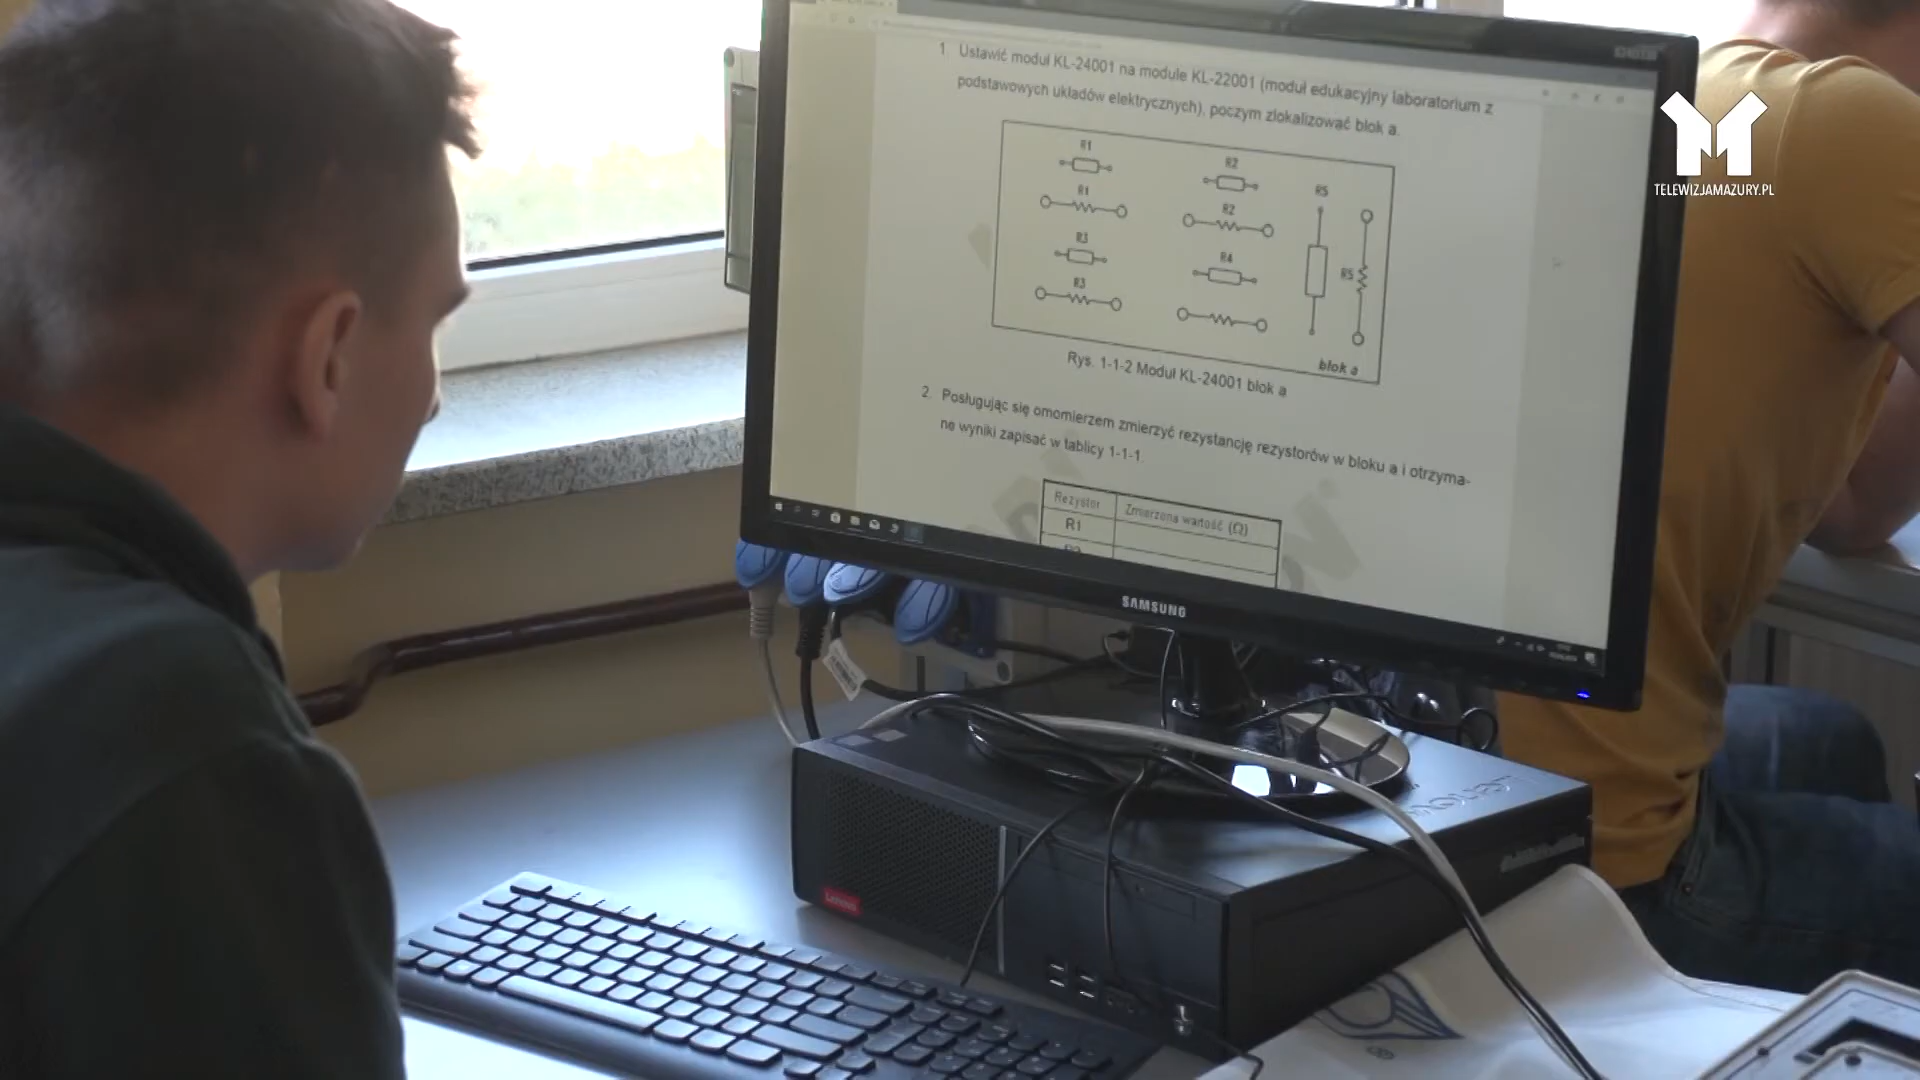 1. Ustawić moduł KL-24001 na module KL-22001 (moduł edukacyjny laboratorium z
podstawowych układów elektrycznych), poczym zlokalizować blok a.
R1
R2
R5
R1
R2
R3
R4
R5
R3
blok a
Rys. 1-1-2 Moduł KL-24001 blok a
2. Posługując się omomierzem zmierzyć rezystancję rezystorów w bloku a i otrzyma-
ne wyniki zapisać w tablicy 1-1-1.
Rezystor Zmierzona wartość (Ω)
R1
SAMSUNG
Lenovo
lenovo
TELEWIZJAMAZURY.PL